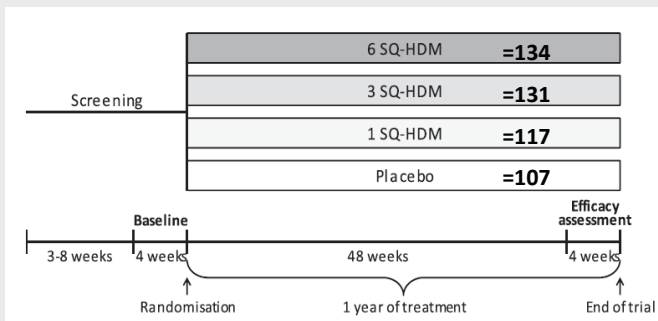 6 SQ-HDM =134
Screening
3 SQ-HDM =131
1 SQ-HDM =117
Placebo =107
Baseline
Efficacy
assessment
3-8 weeks 4 weeks 48 weeks 4 weeks
Randomisation 1 year of treatment End of trial